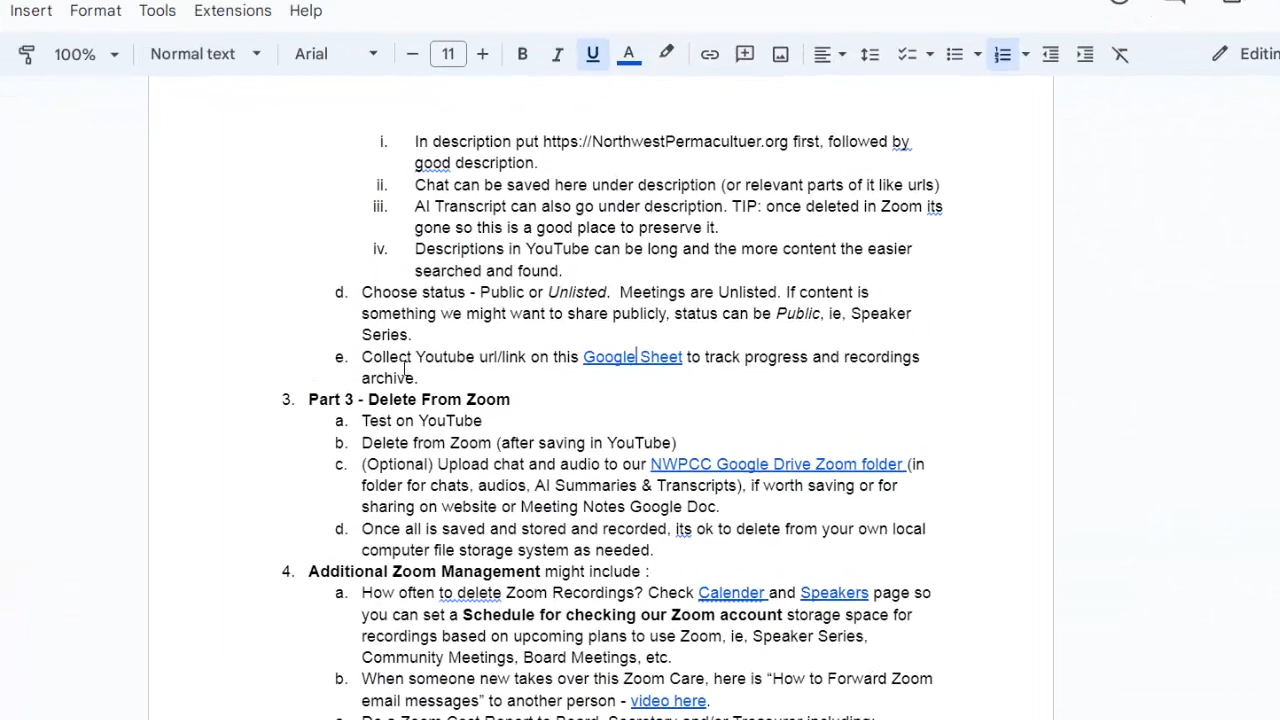 Insert Format Tools Extensions Help
100% Normal text Arial 11 B I U A Editin
i. In description put https://NorthwestPermacultuer.org first, followed by
good description.
ii. Chat can be saved here under description (or relevant parts of it like urls)
iii. AI Transcript can also go under description. TIP: once deleted in Zoom its
gone so this is a good place to preserve it.
iv. Descriptions in YouTube can be long and the more content the easier
searched and found.
d. Choose status - Public or Unlisted. Meetings are Unlisted. If content is
something we might want to share publicly, status can be Public, ie, Speaker
Series.
e. Collect Youtube url/link on this Google Sheet to track progress and recordings
archive.
3. Part 3 - Delete From Zoom
a. Test on YouTube
b. Delete from Zoom (after saving in YouTube)
c. (Optional) Upload chat and audio to our NWPCC Google Drive Zoom folder (in
folder for chats, audios, AI Summaries & Transcripts), if worth saving or for
sharing on website or Meeting Notes Google Doc.
d. Once all is saved and stored and recorded, its ok to delete from your own local
computer file storage system as needed.
4. Additional Zoom Management might include :
a. How often to delete Zoom Recordings? Check Calender and Speakers page so
you can set a Schedule for checking our Zoom account storage space for
recordings based on upcoming plans to use Zoom, ie, Speaker Series,
Community Meetings, Board Meetings, etc.
b. When someone new takes over this Zoom Care, here is “How to Forward Zoom
email messages” to another person - video here.
Do a Zoom Cost Report to Board, Secretary and/or Treasurer including: